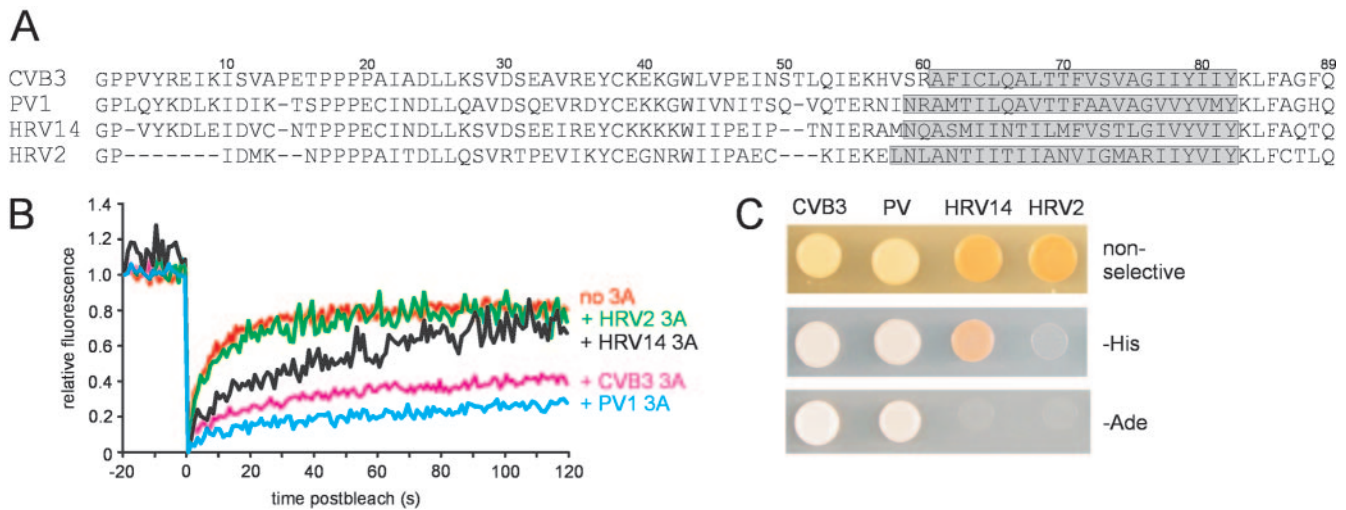 A
10 20 30 40 50 60 70 80 89
CVB3 GPPVYREIKISVAPETPPPPAIADLLKSVDSEAVREYCKEKGWLVPEINSTLQIEKHVSRAFICLQALTTFVSVAGIIYIIYKLFAGFQ
PV1 GPLQYKDLKIDIK-TSPPPECINDLLQAVDSQEVRDYCEKKGWIVNITSQ-VQTERNINRAMTILQAVTTFAAVAGVVYVMYKLFAGHQ
HRV14 GP-VYKDLEIDVC-NTPPPECINDLLKSVDSEEIREYCKKKKWIIPEIP--TNIERAMNQASMIINTILMFVSTLGIVYVIYKLFAQTQ
HRV2 GP-------IDMK--NPPPPAITDLLQSVRTPEVIKYCEGNRWIIPAEC---KIEKELNLANTIITIIANVIGMARIIYVIYKLFCTLQ
B
1.4
1.2
1.0
0.8
0.6
0.4
0.2
0
relative fluorescence
no 3A
+ HRV2 3A
+ HRV14 3A
+ CVB3 3A
+ PV1 3A
-20 0 20 40 60 80 100 120
time postbleach (s)
C
CVB3 PV HRV14 HRV2
non-
selective
-His
-Ade